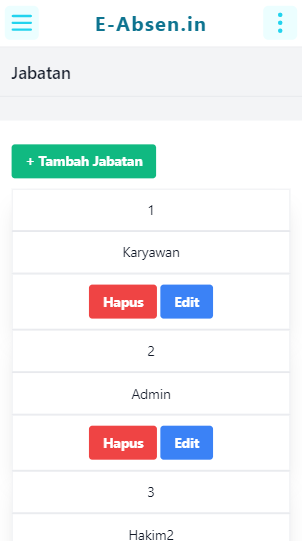 E-Absen.in
Jabatan
+ Tambah Jabatan
1
Karyawan
Hapus Edit
2
Admin
Hapus Edit
3
Hakim2